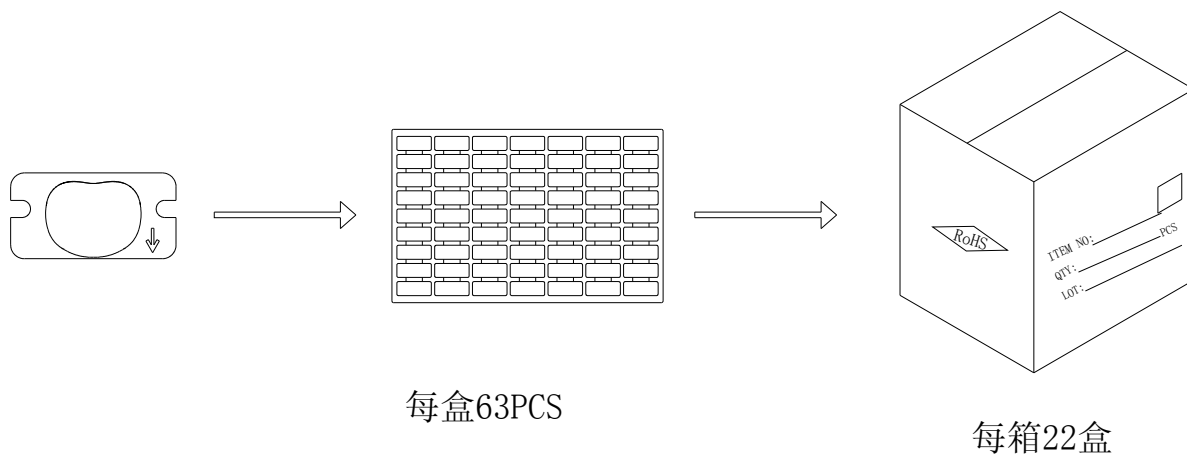 RoHS
ITEM NO:
QTY: PCS
LOT:
每盒63PCS
每箱22盒